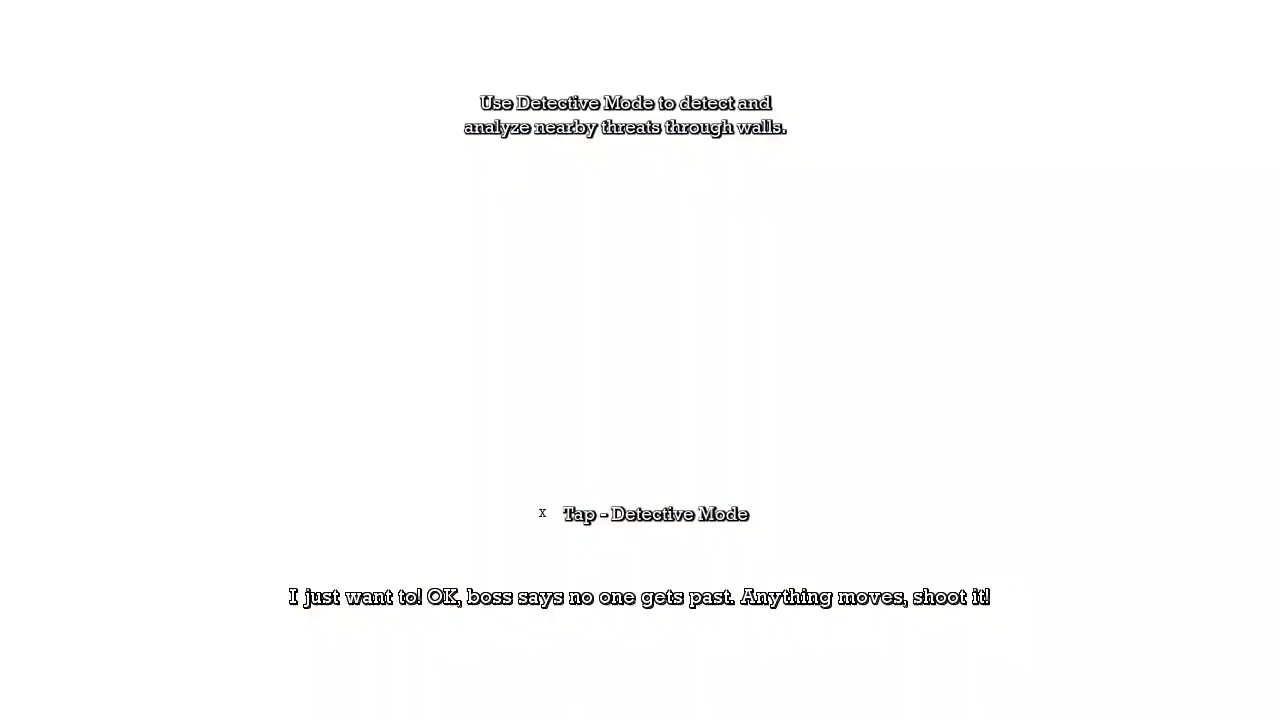 Use Detective Mode to detect and
analyze nearby threats through walls.
x Tap - Detective Mode
I just want to! OK, boss says no one gets past. Anything moves, shoot it!